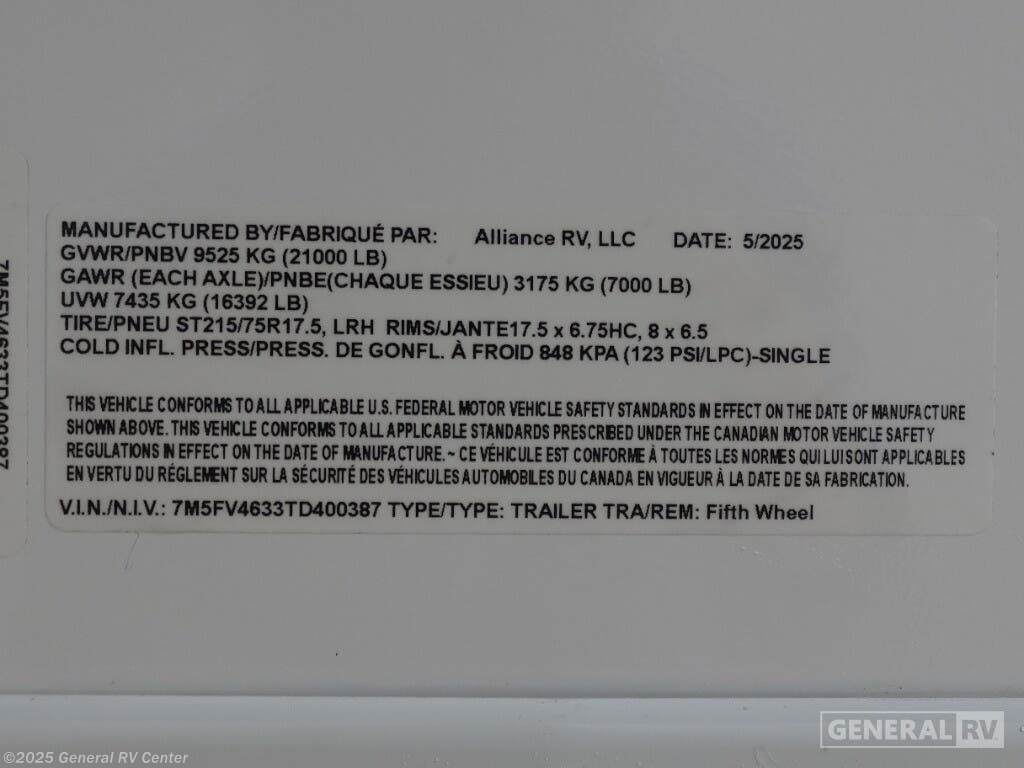 MANUFACTURED BY/FABRIQUÉ PAR: Alliance RV, LLC DATE: 5/2025
GVWR/PNBV 9525 KG (21000 LB)
GAWR (EACH AXLE)/PNBE(CHAQUE ESSIEU) 3175 KG (7000 LB)
UVW 7435 KG (16392 LB)
TIRE/PNEU ST215/75R17.5, LRH RIMS/JANTE17.5 x 6.75HC, 8 x 6.5
COLD INFL. PRESS/PRESS. DE GONFL. À FROID 848 KPA (123 PSI/LPC)-SINGLE
THIS VEHICLE CONFORMS TO ALL APPLICABLE U.S. FEDERAL MOTOR VEHICLE SAFETY STANDARDS IN EFFECT ON THE DATE OF MANUFACTURE
SHOWN ABOVE. THIS VEHICLE CONFORMS TO ALL APPLICABLE STANDARDS PRESCRIBED UNDER THE CANADIAN MOTOR VEHICLE SAFETY
REGULATIONS IN EFFECT ON THE DATE OF MANUFACTURE. ~ CE VÉHICULE EST CONFORME À TOUTES LES NORMES QUI LUI SONT APPLICABLES
EN VERTU DU RÉGLEMENT SUR LA SÉCURITÉ DES VÉHICULES AUTOMOBILES DU CANADA EN VIGUEUR À LA DATE DE SA FABRICATION.
V.I.N./N.I.V.: 7M5FV4633TD400387 TYPE/TYPE: TRAILER TRA/REM: Fifth Wheel
7M5FV4633TD400387
GENERAL RV
©2025 General RV Center